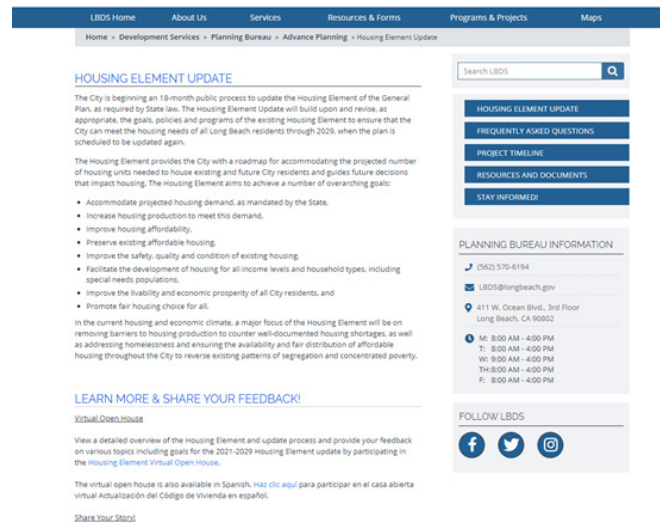 LBDS Home About Us Services Resources & Forms Programs & Projects Maps
Home » Development Services » Planning Bureau » Advance Planning » Housing Element Update
HOUSING ELEMENT UPDATE
The City is beginning an 18-month public process to update the Housing Element of the General
Plan, as required by State law. The Housing Element Update will build upon and revise, as
appropriate, the goals, policies and programs of the existing Housing Element to ensure that the
City can meet the housing needs of all Long Beach residents through 2029, when the plan is
scheduled to be updated again.
The Housing Element provides the City with a roadmap for accommodating the projected number
of housing units needed to house existing and future City residents and guides future decisions
that impact housing. The Housing Element aims to achieve a number of overarching goals:
• Accommodate projected housing demand, as mandated by the State,
• Increase housing production to meet this demand,
• Improve housing affordability,
• Preserve existing affordable housing,
• Improve the safety, quality and condition of existing housing,
• Facilitate the development of housing for all income levels and household types, including
special needs populations,
• Improve the livability and economic prosperity of all City residents, and
• Promote fair housing choice for all.
In the current housing and economic climate, a major focus of the Housing Element will be on
removing barriers to housing production to counter well-documented housing shortages, as well
as addressing homelessness and ensuring the availability and fair distribution of affordable
housing throughout the City to reverse existing patterns of segregation and concentrated poverty.
LEARN MORE & SHARE YOUR FEEDBACK!
Virtual Open House
View a detailed overview of the Housing Element and update process and provide your feedback
on various topics including goals for the 2021-2029 Housing Element update by participating in
the Housing Element Virtual Open House.
The virtual open house is also available in Spanish, Haz clic aquí para participar en el casa abierta
virtual Actualización del Código de Vivienda en español.
Share Your Story!
Search LBDS
HOUSING ELEMENT UPDATE
FREQUENTLY ASKED QUESTIONS
PROJECT TIMELINE
RESOURCES AND DOCUMENTS
STAY INFORMED!
PLANNING BUREAU INFORMATION
(562) 570-6194
LBDS@longbeach.gov
411 W. Ocean Blvd., 3rd Floor
Long Beach, CA 90802
M: 8:00 AM - 4:00 PM
T: 8:00 AM - 4:00 PM
W: 9:00 AM - 4:00 PM
TH:8:00 AM - 4:00 PM
F: 8:00 AM - 4:00 PM
FOLLOW LBDS